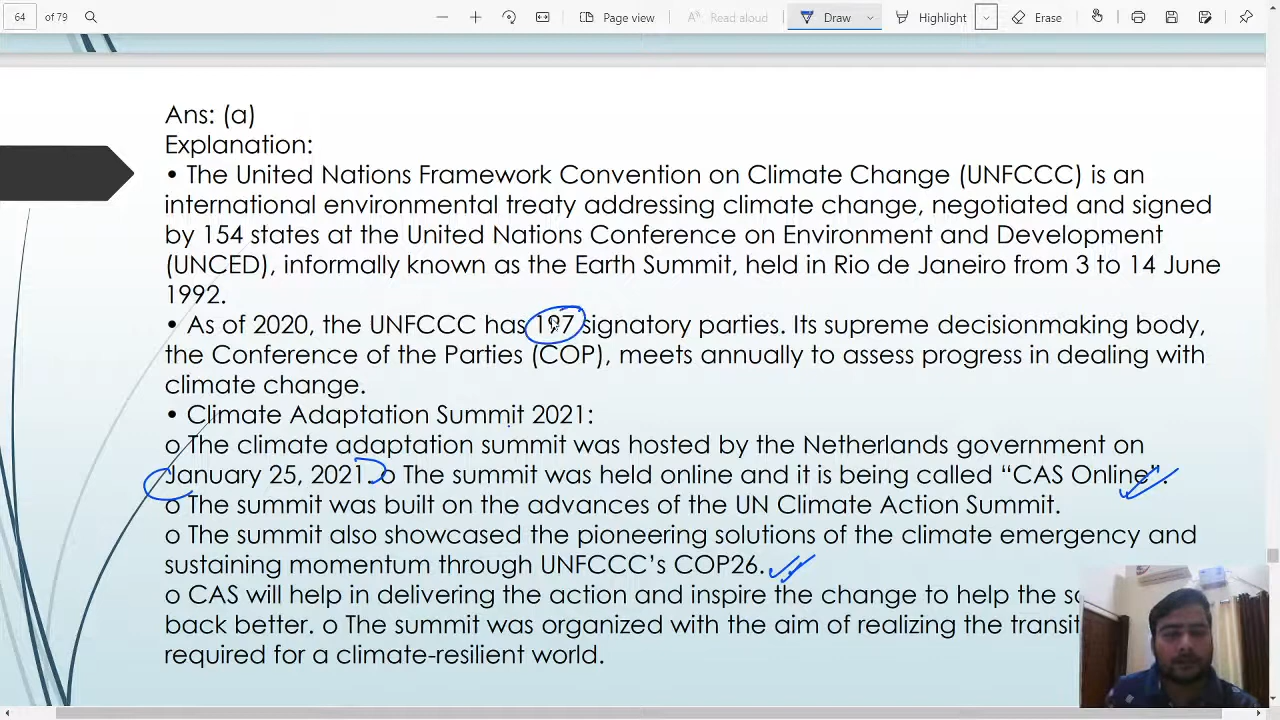 64 of 79 Page view Read aloud Draw Highlight Erase
Ans: (a)
Explanation:
• The United Nations Framework Convention on Climate Change (UNFCCC) is an
international environmental treaty addressing climate change, negotiated and signed
by 154 states at the United Nations Conference on Environment and Development
(UNCED), informally known as the Earth Summit, held in Rio de Janeiro from 3 to 14 June
1992.
• As of 2020, the UNFCCC has 197 signatory parties. Its supreme decisionmaking body,
the Conference of the Parties (COP), meets annually to assess progress in dealing with
climate change.
• Climate Adaptation Summit 2021:
o The climate adaptation summit was hosted by the Netherlands government on
January 25, 2021. o The summit was held online and it is being called “CAS Online”.
o The summit was built on the advances of the UN Climate Action Summit.
o The summit also showcased the pioneering solutions of the climate emergency and
sustaining momentum through UNFCCC’s COP26.
o CAS will help in delivering the action and inspire the change to help the
back better. o The summit was organized with the aim of realizing the
required for a climate-resilient world.